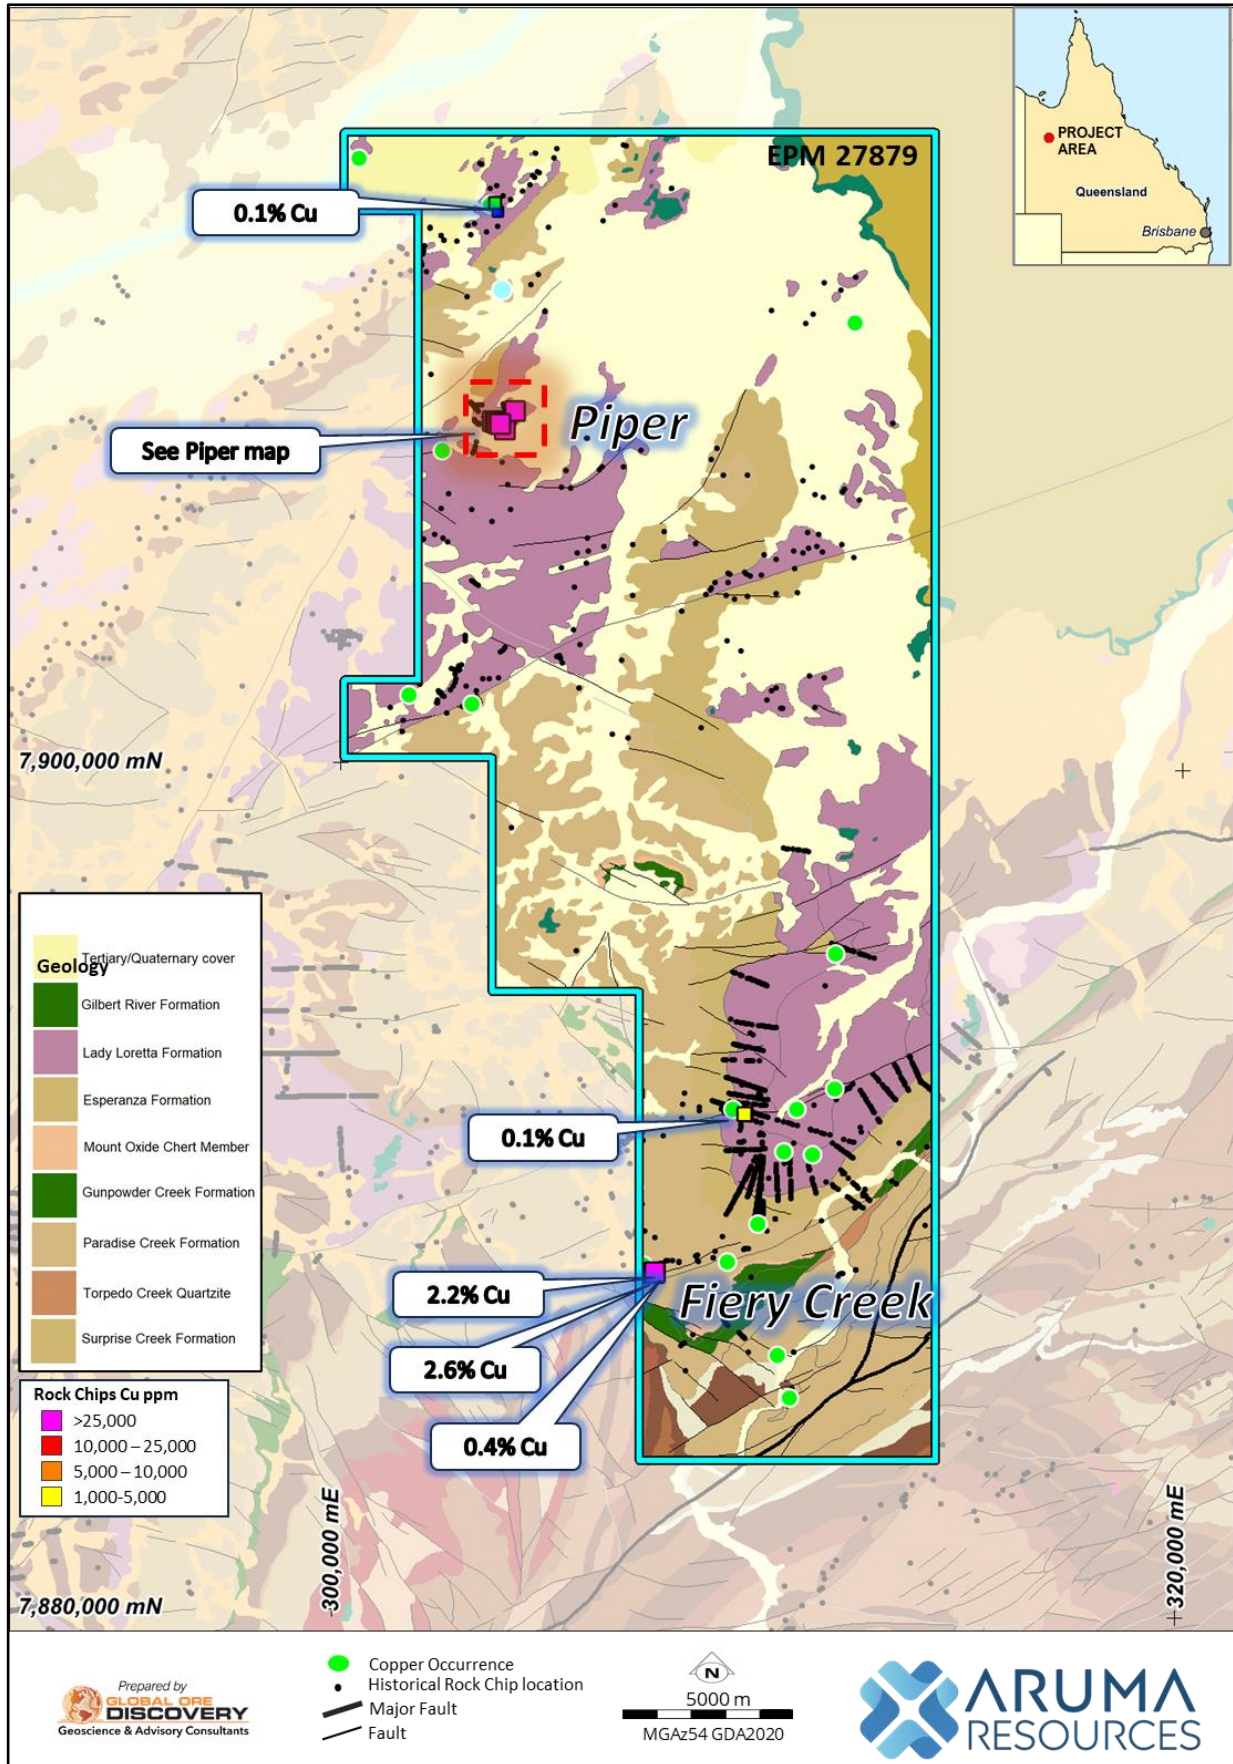 EPM 27879
PROJECT
AREA
Queensland
Brisbane
0.1% Cu
Piper
See Piper map
7,900,000 mN
Geology
Tertiary/Quaternary cover
Gilbert River Formation
Lady Loretta Formation
Esperanza Formation
Mount Oxide Chert Member
Gunpowder Creek Formation
Paradise Creek Formation
Torpedo Creek Quartzite
Surprise Creek Formation
0.1% Cu
2.2% Cu
Fiery Creek
2.6% Cu
0.4% Cu
Rock Chips Cu ppm
>25,000
10,000 – 25,000
5,000 – 10,000
1,000-5,000
300,000 mE
320,000 mE
7,880,000 mN
Prepared by
GLOBAL ORE
DISCOVERY
Geoscience & Advisory Consultants
Copper Occurrence
Historical Rock Chip location
Major Fault
Fault
N
5000 m
MGAz54 GDA2020
ARUMA
RESOURCES